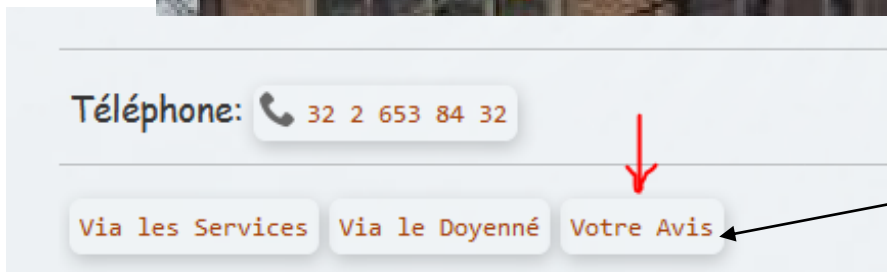 Téléphone: 32 2 653 84 32
Via les Services Via le Doyenné Votre Avis